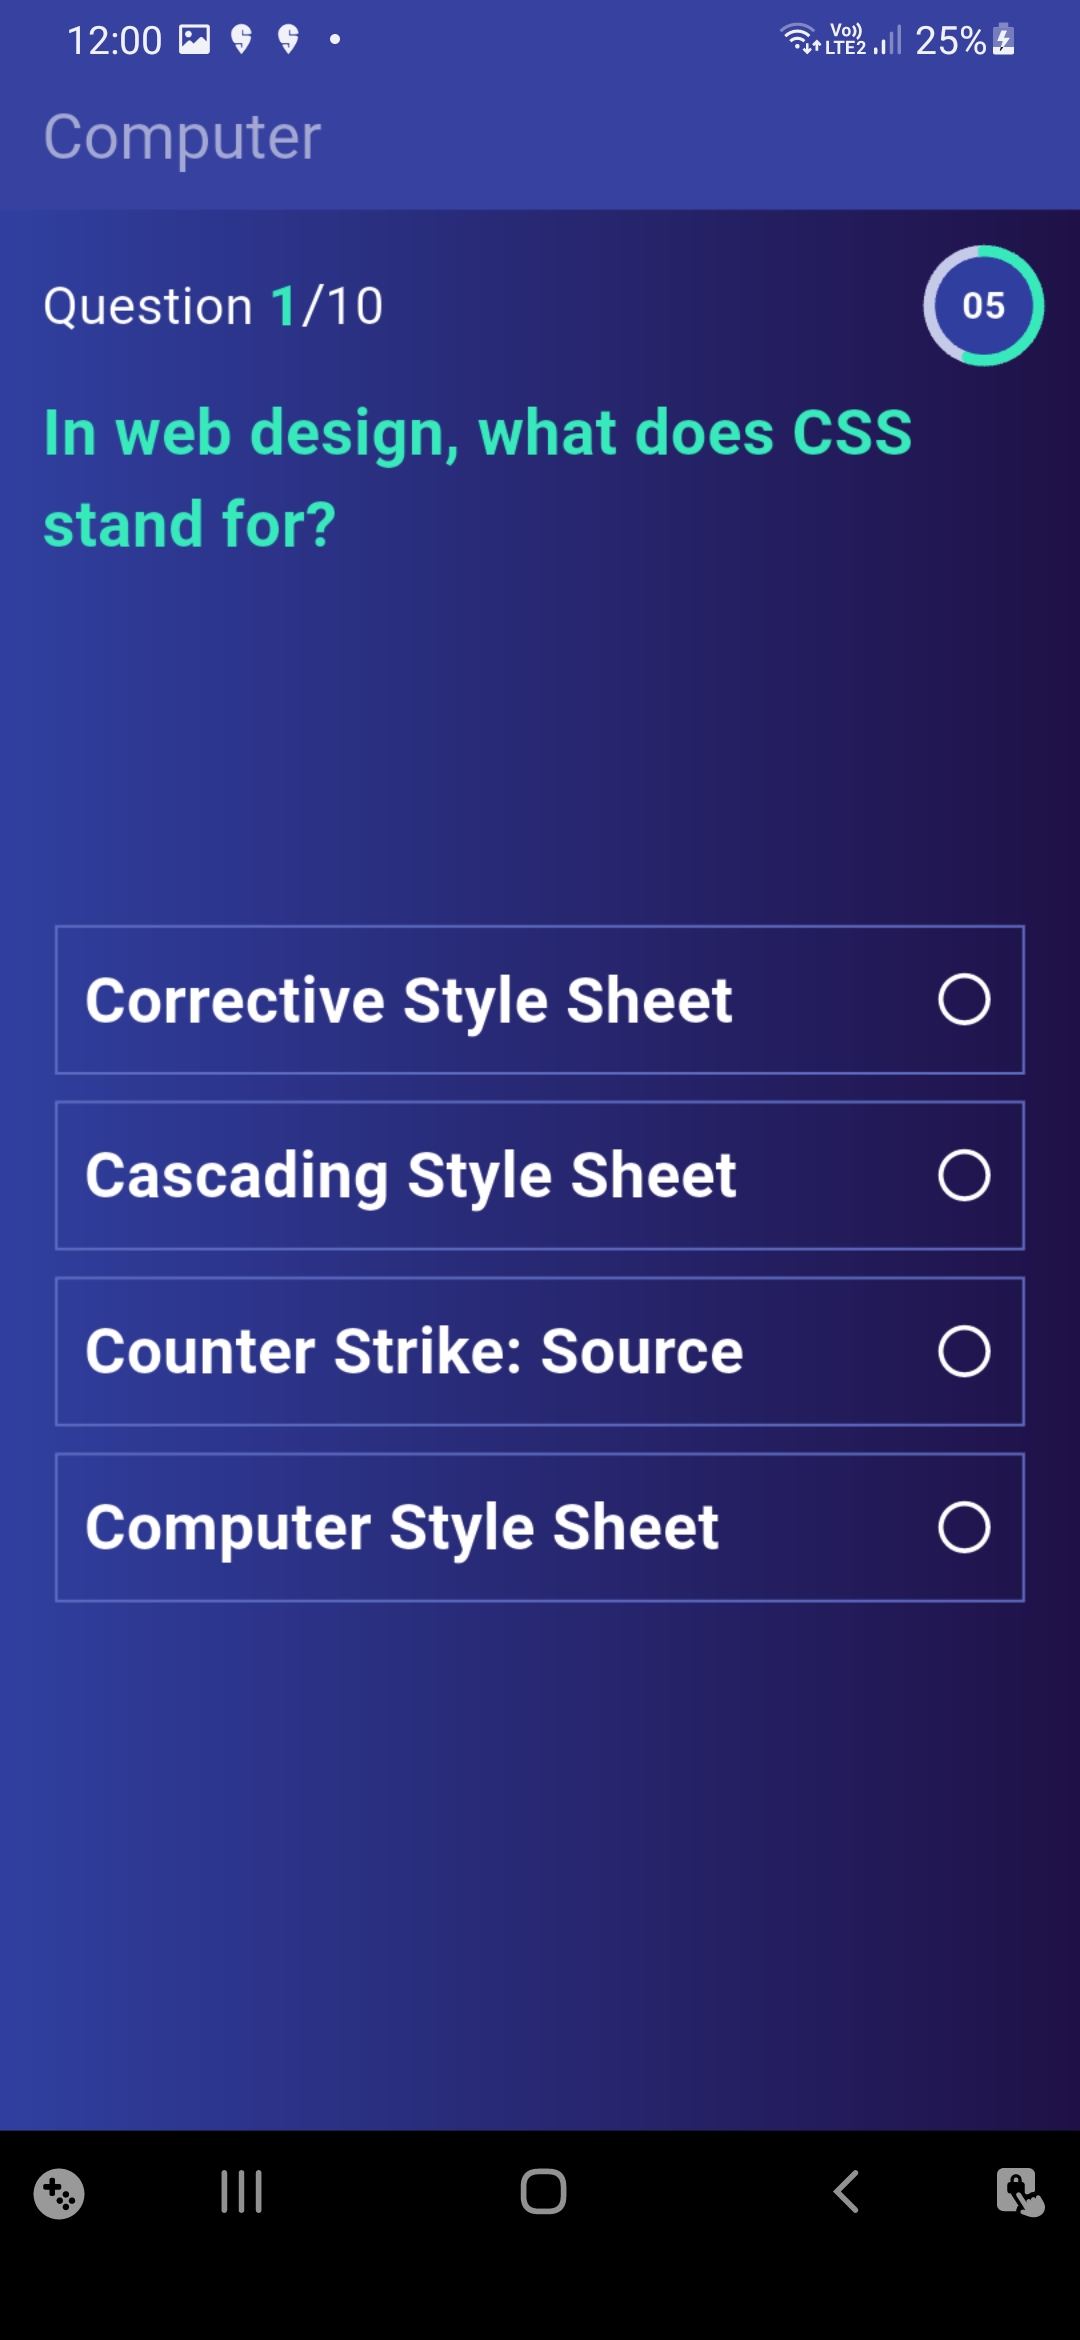 12:00
Vo)) LTE2 25%
Computer
Question 1/10
05
In web design, what does CSS
stand for?
Corrective Style Sheet
Cascading Style Sheet
Counter Strike: Source
Computer Style Sheet